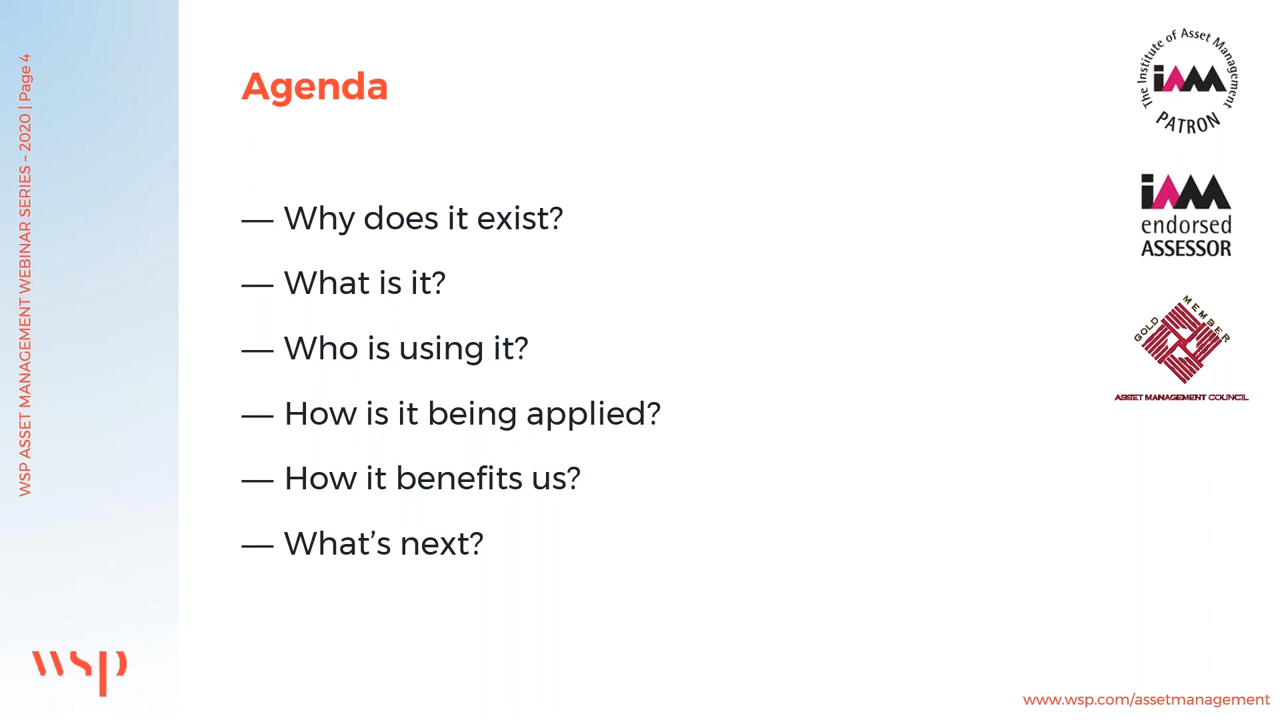 WSP ASSET MANAGEMENT WEBINAR SERIES – 2020 | Page 4
Agenda
— Why does it exist?
— What is it?
— Who is using it?
— How is it being applied?
— How it benefits us?
— What’s next?
The Institute of Asset Management
iAM
PATRON
iAM
endorsed
ASSESSOR
GOLD MEMBER
ASSET MANAGEMENT COUNCIL
wsp
www.wsp.com/assetmanagement